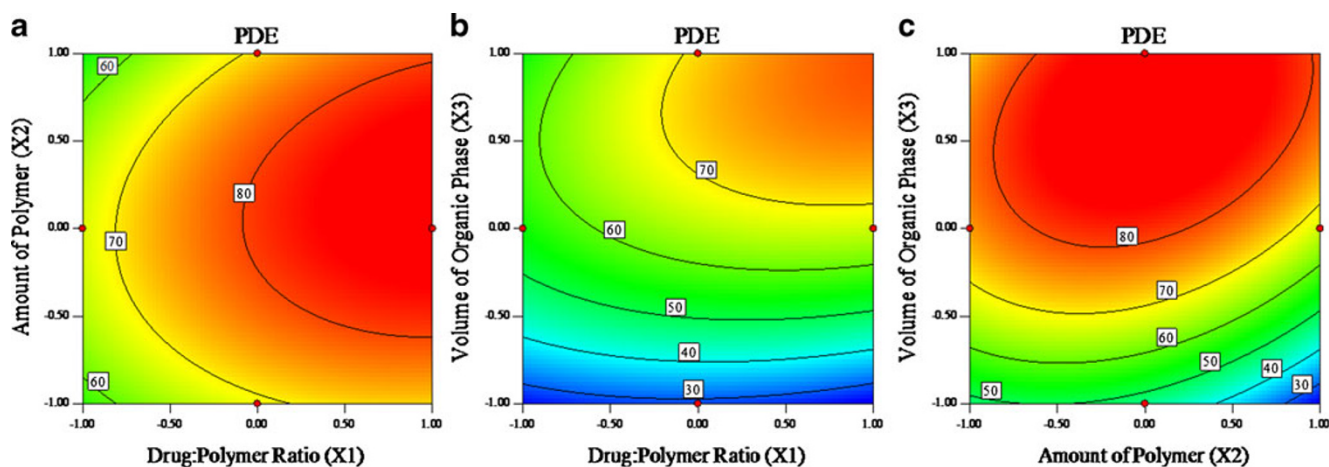 a
PDE
Amount of Polymer (X2)
1.00
0.50
0.00
-0.50
-1.00
60
80
70
60
-1.00 -0.50 0.00 0.50 1.00
Drug:Polymer Ratio (X1)
b
PDE
Volume of Organic Phase (X3)
1.00
0.50
0.00
-0.50
-1.00
70
60
50
40
30
-1.00 -0.50 0.00 0.50 1.00
Drug:Polymer Ratio (X1)
c
PDE
Volume of Organic Phase (X3)
1.00
0.50
0.00
-0.50
-1.00
80
70
60
50
40
30
50
-1.00 -0.50 0.00 0.50 1.00
Amount of Polymer (X2)